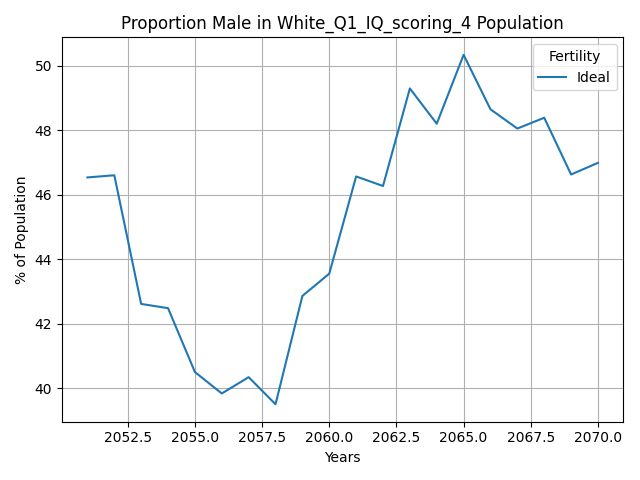 Proportion Male in White_Q1_IQ_scoring_4 Population
Fertility
Ideal
% of Population
50
48
46
44
42
40
2052.5
2055.0
2057.5
2060.0
2062.5
2065.0
2067.5
2070.0
Years